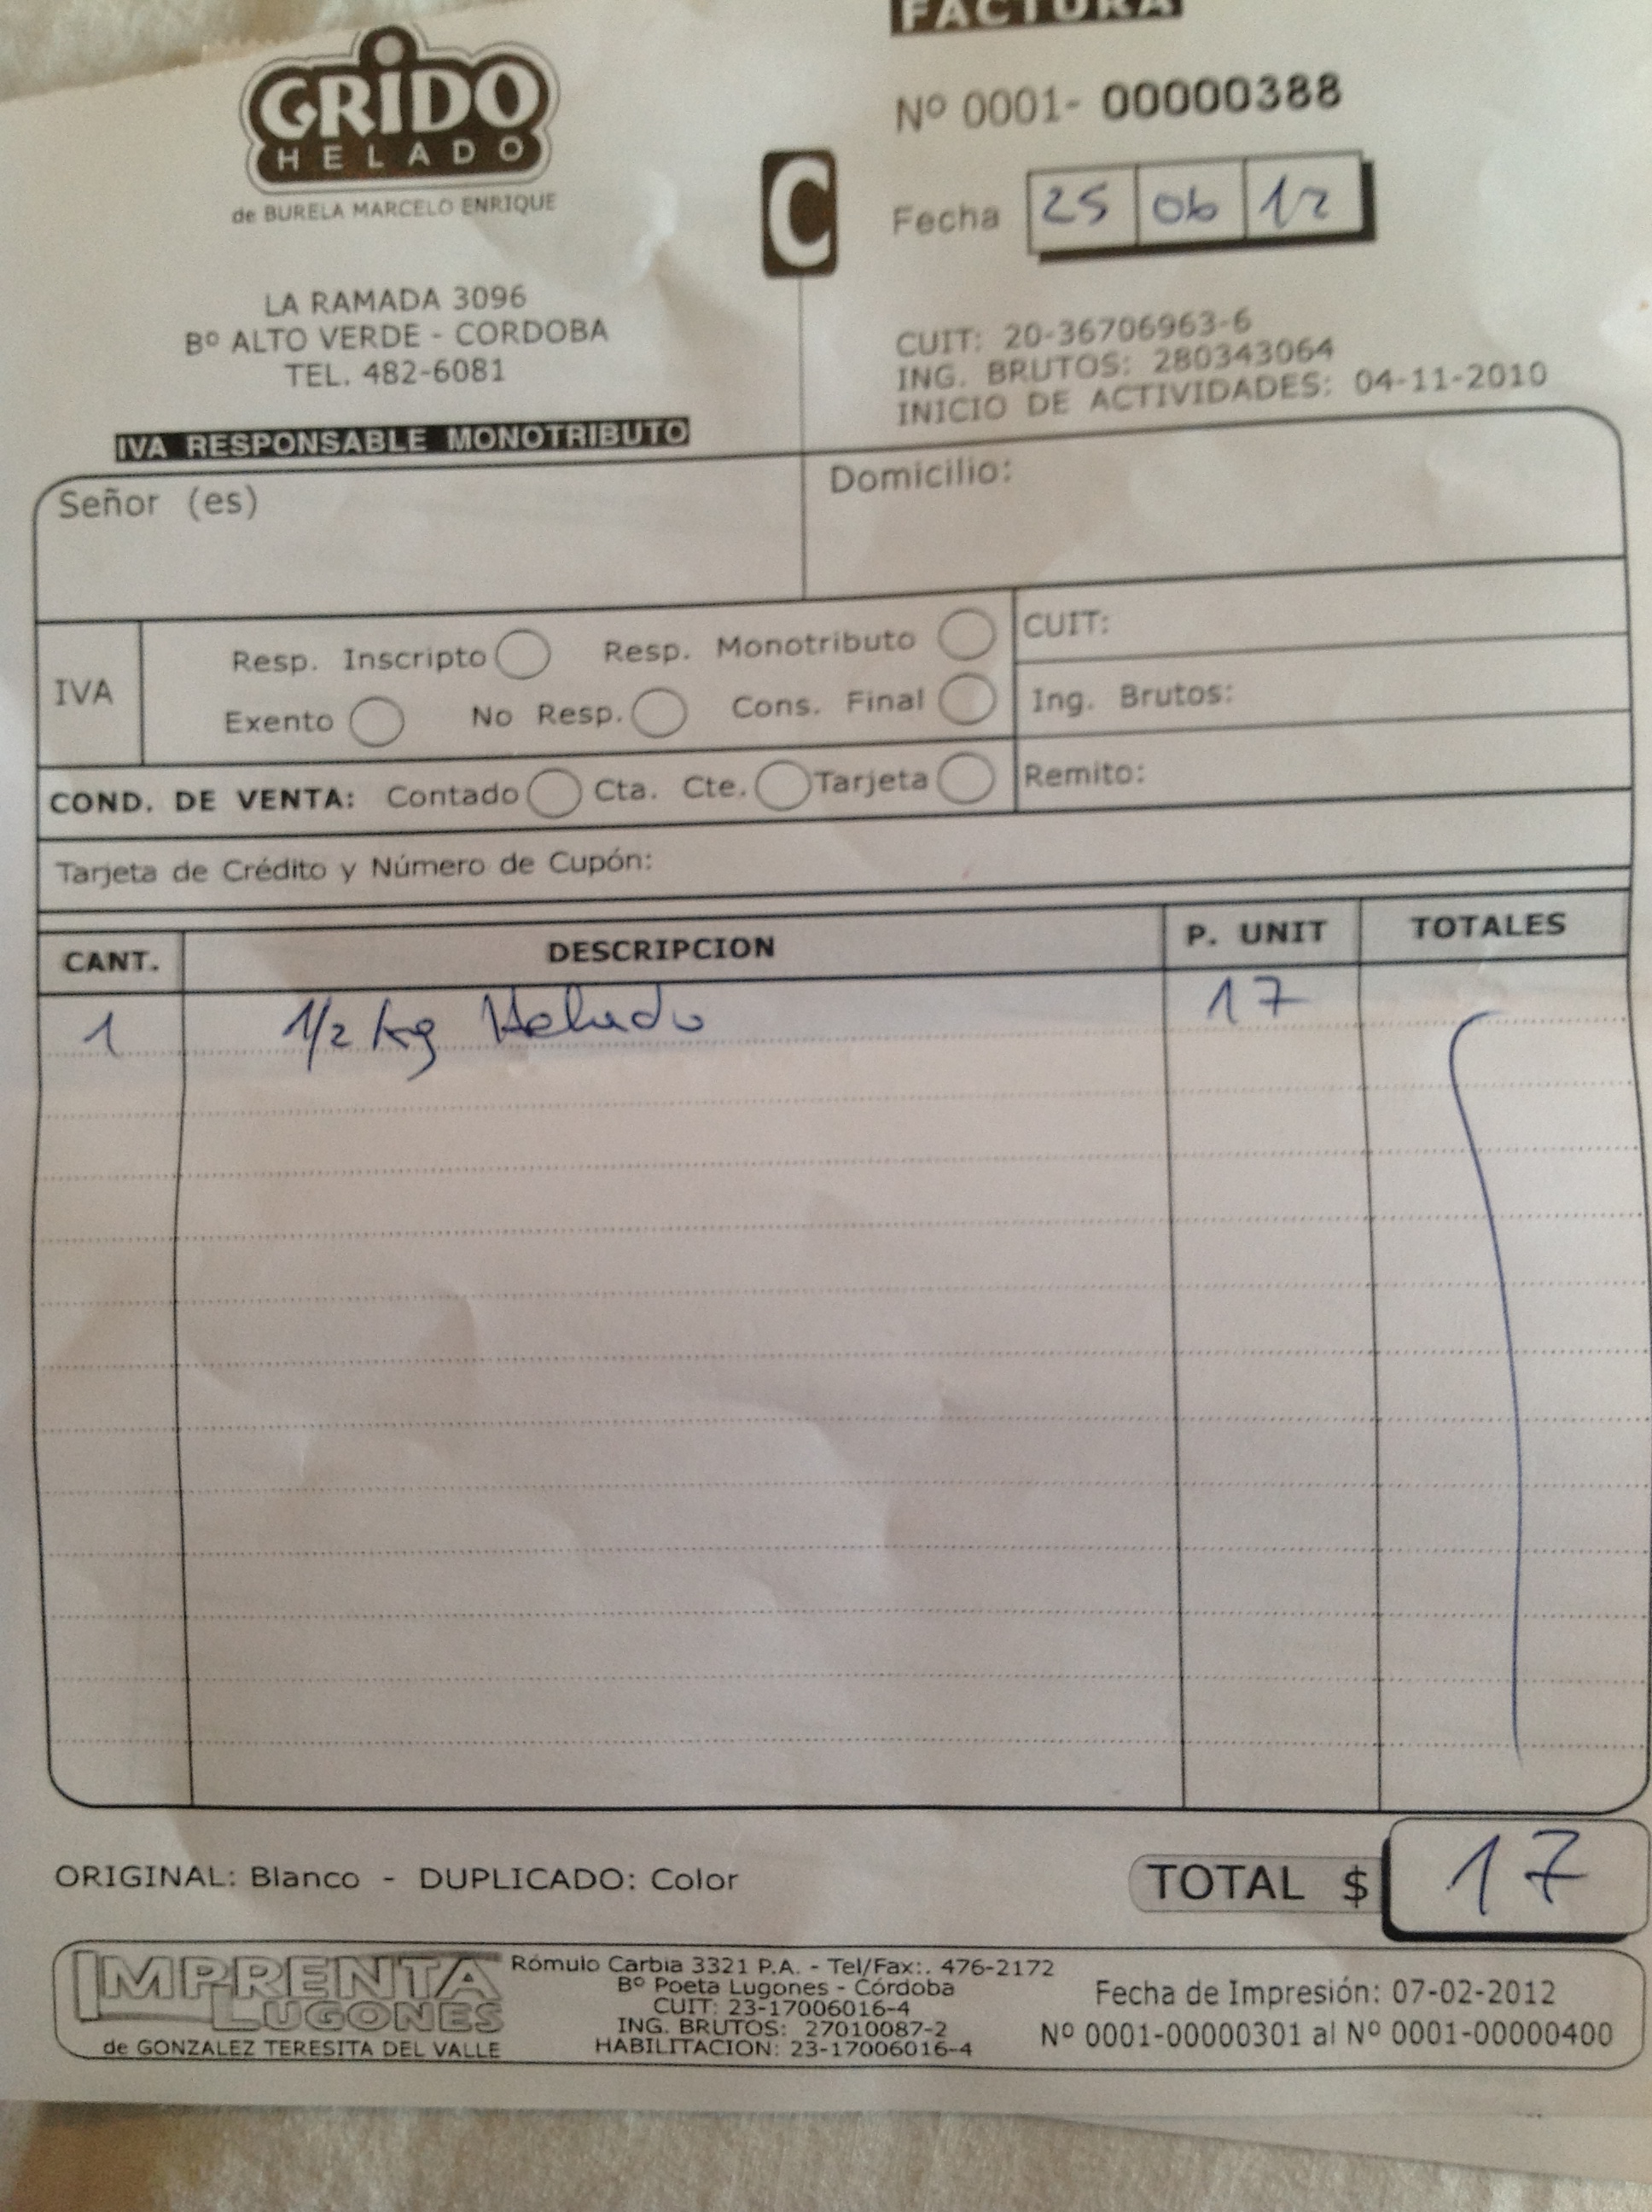 GRIDO
HELADO
de BURELA MARCELO ENRIQUE
LA RAMADA 3096
Bº ALTO VERDE - CORDOBA
TEL. 482-6081
IVA RESPONSABLE MONOTRIBUTO
C
FACTURA
Nº 0001- 00000388
Fecha 25 06 12
CUIT: 20-36706963-6
ING. BRUTOS: 280343064
INICIO DE ACTIVIDADES: 04-11-2010
Señor (es)
Domicilio:
IVA
Resp. Inscripto Resp. Monotributo
Exento No Resp. Cons. Final
CUIT:
Ing. Brutos:
COND. DE VENTA: Contado Cta. Cte. Tarjeta
Remito:
Tarjeta de Crédito y Número de Cupón:
CANT. DESCRIPCION P. UNIT TOTALES
1 1/2 kg Helado 17
ORIGINAL: Blanco - DUPLICADO: Color
TOTAL $ 17
IMPRENTA
LUGONES
de GONZALEZ TERESITA DEL VALLE
Rómulo Carbia 3321 P.A. - Tel/Fax:. 476-2172
Bº Poeta Lugones - Córdoba
CUIT: 23-17006016-4
ING. BRUTOS: 27010087-2
HABILITACION: 23-17006016-4
Fecha de Impresión: 07-02-2012
Nº 0001-00000301 al Nº 0001-00000400